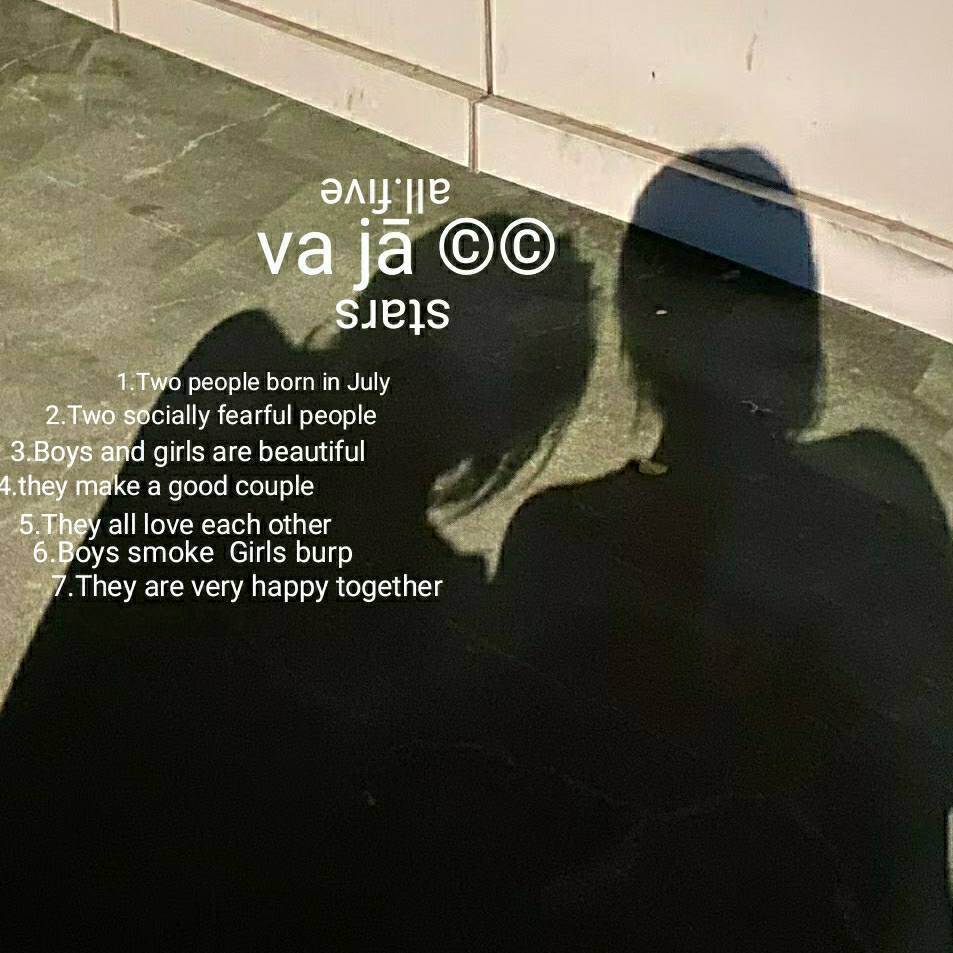 all.five
va jā ©©
stars
1.Two people born in July
2.Two socially fearful people
3.Boys and girls are beautiful
4.they make a good couple
5.They all love each other
6.Boys smoke  Girls burp
7.They are very happy together